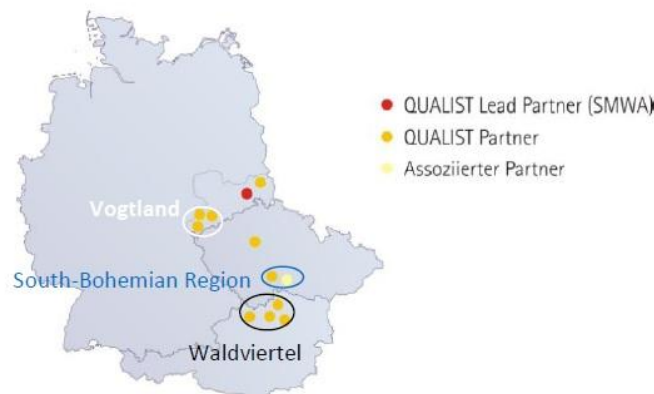 QUALIST Lead Partner (SMWA)
QUALIST Partner
Assoziierter Partner
Vogtland
South-Bohemian Region
Waldviertel